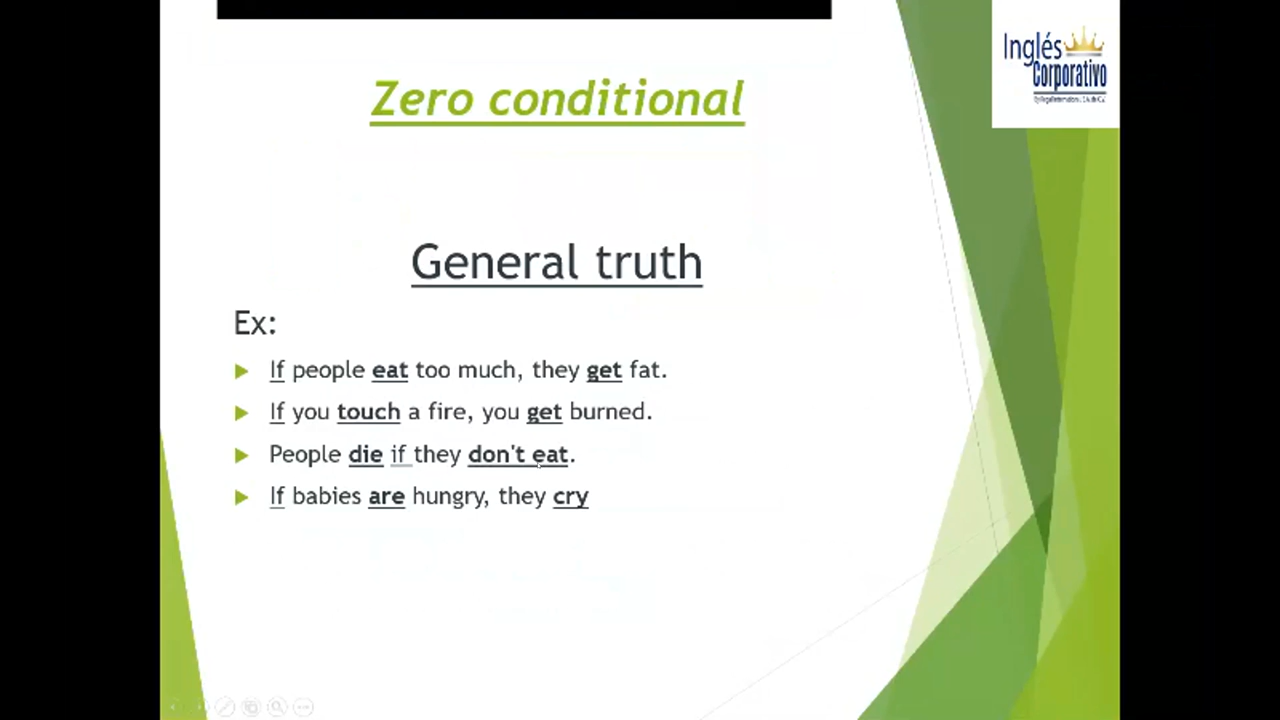 Inglés
Corporativo
Zero conditional
General truth
Ex:
If people eat too much, they get fat.
If you touch a fire, you get burned.
People die if they don't eat.
If babies are hungry, they cry